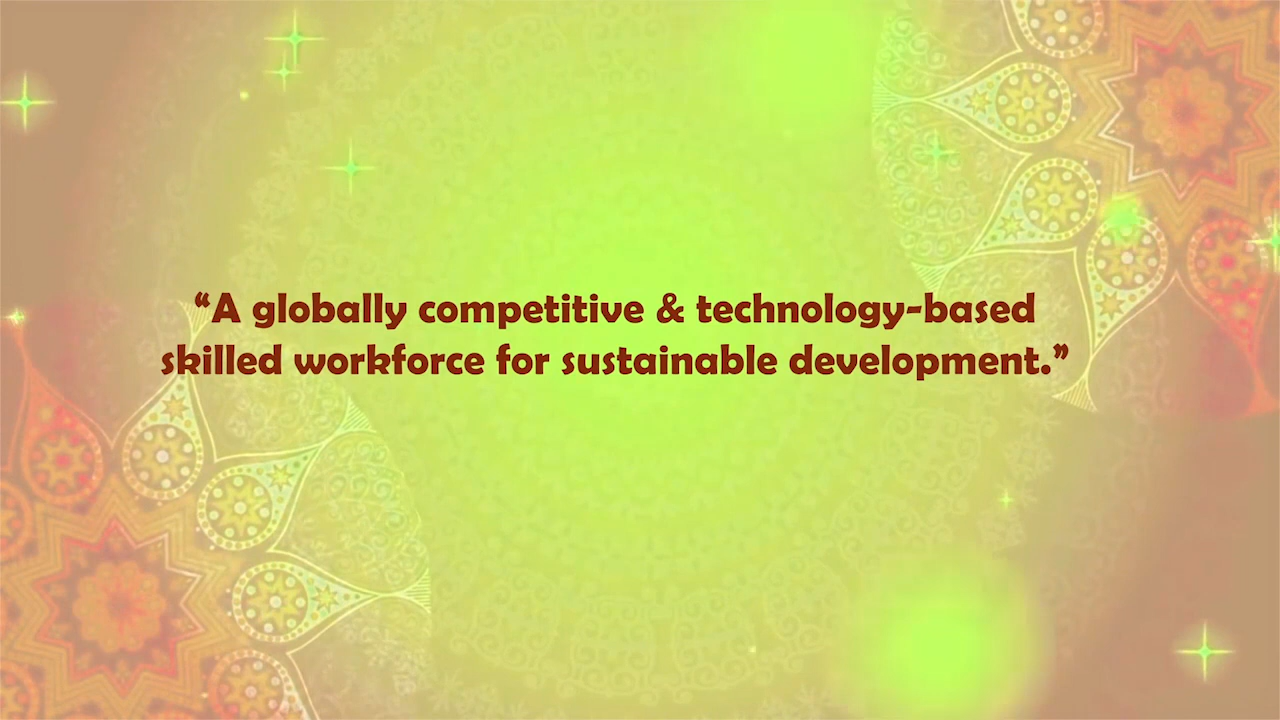 “A globally competitive & technology-based
skilled workforce for sustainable development.”